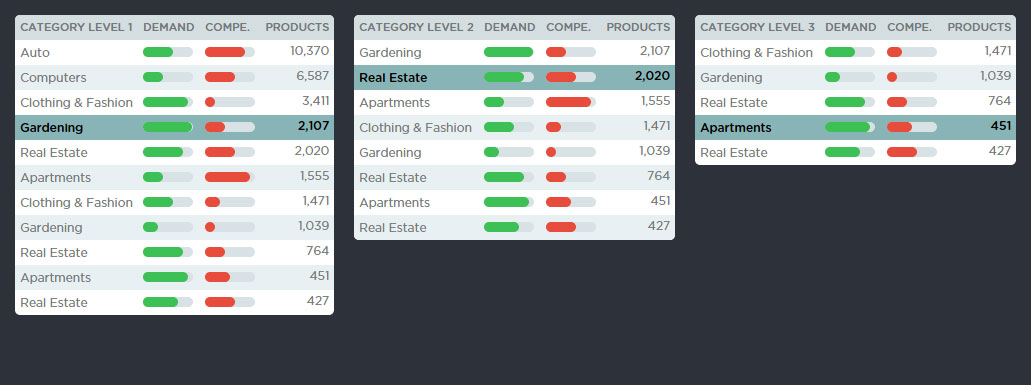 CATEGORY LEVEL 1 DEMAND COMPE. PRODUCTS
Auto 10,370
Computers 6,587
Clothing & Fashion 3,411
Gardening 2,107
Real Estate 2,020
Apartments 1,555
Clothing & Fashion 1,471
Gardening 1,039
Real Estate 764
Apartments 451
Real Estate 427
CATEGORY LEVEL 2 DEMAND COMPE. PRODUCTS
Gardening 2,107
Real Estate 2,020
Apartments 1,555
Clothing & Fashion 1,471
Gardening 1,039
Real Estate 764
Apartments 451
Real Estate 427
CATEGORY LEVEL 3 DEMAND COMPE. PRODUCTS
Clothing & Fashion 1,471
Gardening 1,039
Real Estate 764
Apartments 451
Real Estate 427